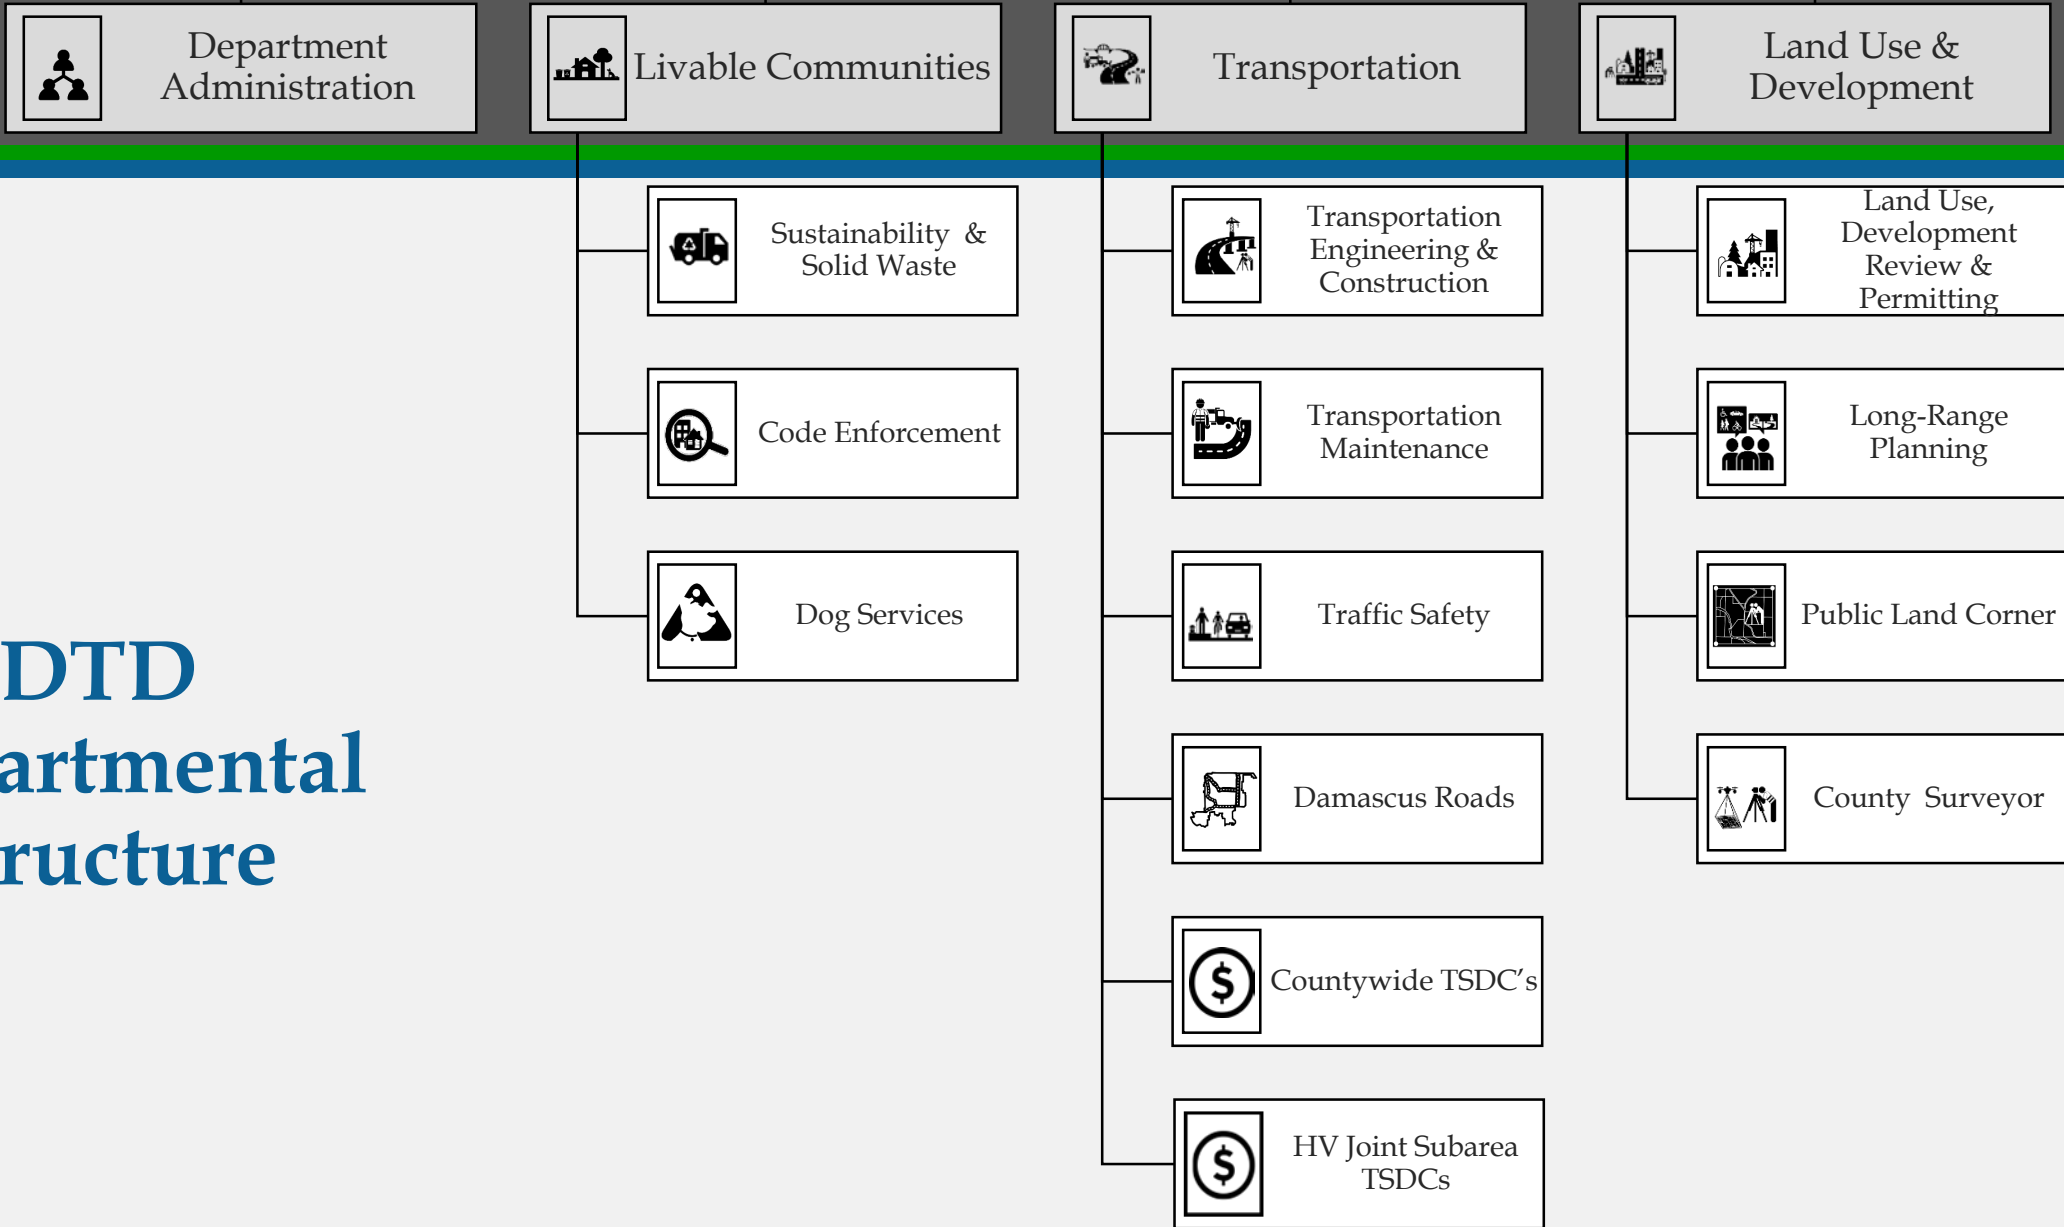 Department
Administration
Livable Communities
Transportation
Land Use &
Development
Sustainability  &
Solid Waste
Code Enforcement
Dog Services
Transportation
Engineering &
Construction
Transportation
Maintenance
Traffic Safety
Damascus Roads
Countywide TSDC’s
HV Joint Subarea
TSDCs
Land Use,
Development
Review &
Permitting
Long-Range
Planning
Public Land Corner
County  Surveyor
DTD
artmental
ructure